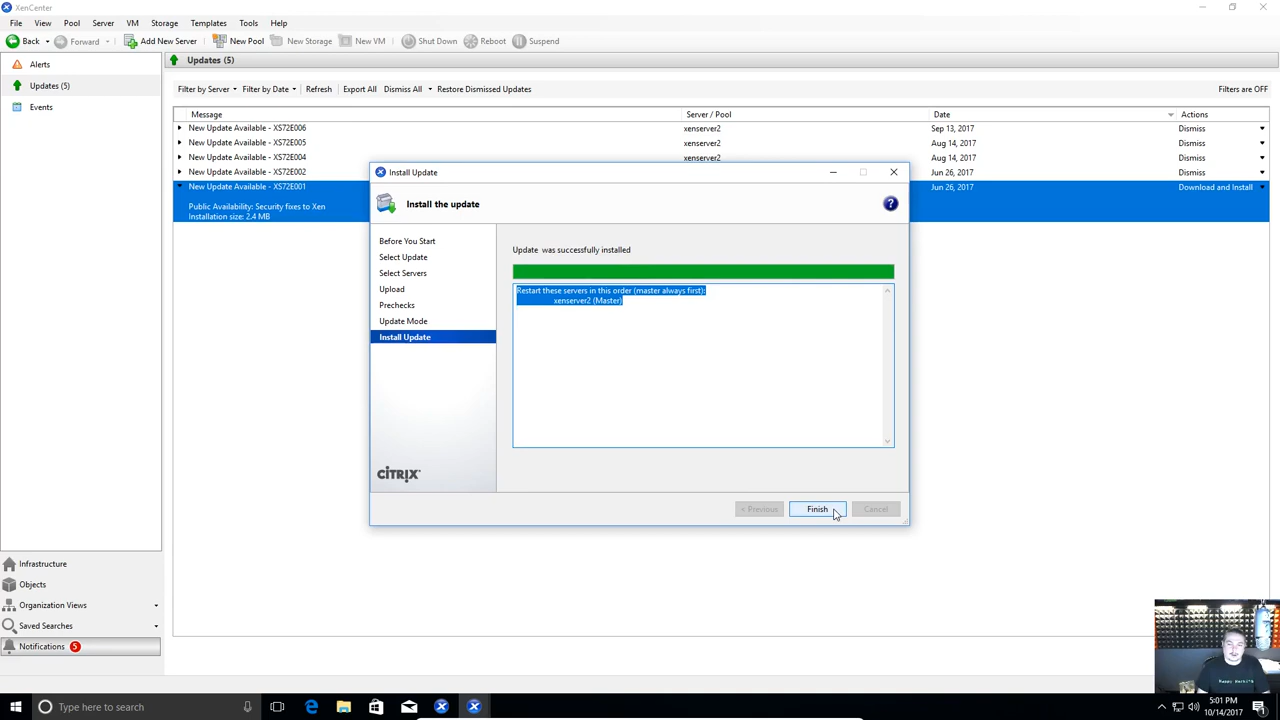 XenCenter
File View Pool Server VM Storage Templates Tools Help
Back Forward Add New Server New Pool New Storage New VM Shut Down Reboot Suspend
Alerts
Updates (5)
Events
Updates (5)
Filter by Server Filter by Date Refresh Export All Dismiss All Restore Dismissed Updates Filters are OFF
Message Server / Pool Date Actions
New Update Available - XS72E006 xenserver2 Sep 13, 2017 Dismiss
New Update Available - XS72E005 xenserver2 Aug 14, 2017 Dismiss
New Update Available - XS72E004 xenserver2 Aug 14, 2017 Dismiss
New Update Available - XS72E002 Jun 26, 2017 Dismiss
New Update Available - XS72E001 Jun 26, 2017 Download and Install
Public Availability: Security fixes to Xen
Installation size: 2.4 MB
Install Update
Install the update
?
Before You Start
Select Update
Select Servers
Upload
Prechecks
Update Mode
Install Update
CITRIX
Update was successfully installed
Restart these servers in this order (master always first):
xenserver2 (Master)
< Previous Finish Cancel
Infrastructure
Objects
Organization Views
Saved Searches
Notifications 5
Type here to search
5:01 PM
10/14/2017
1